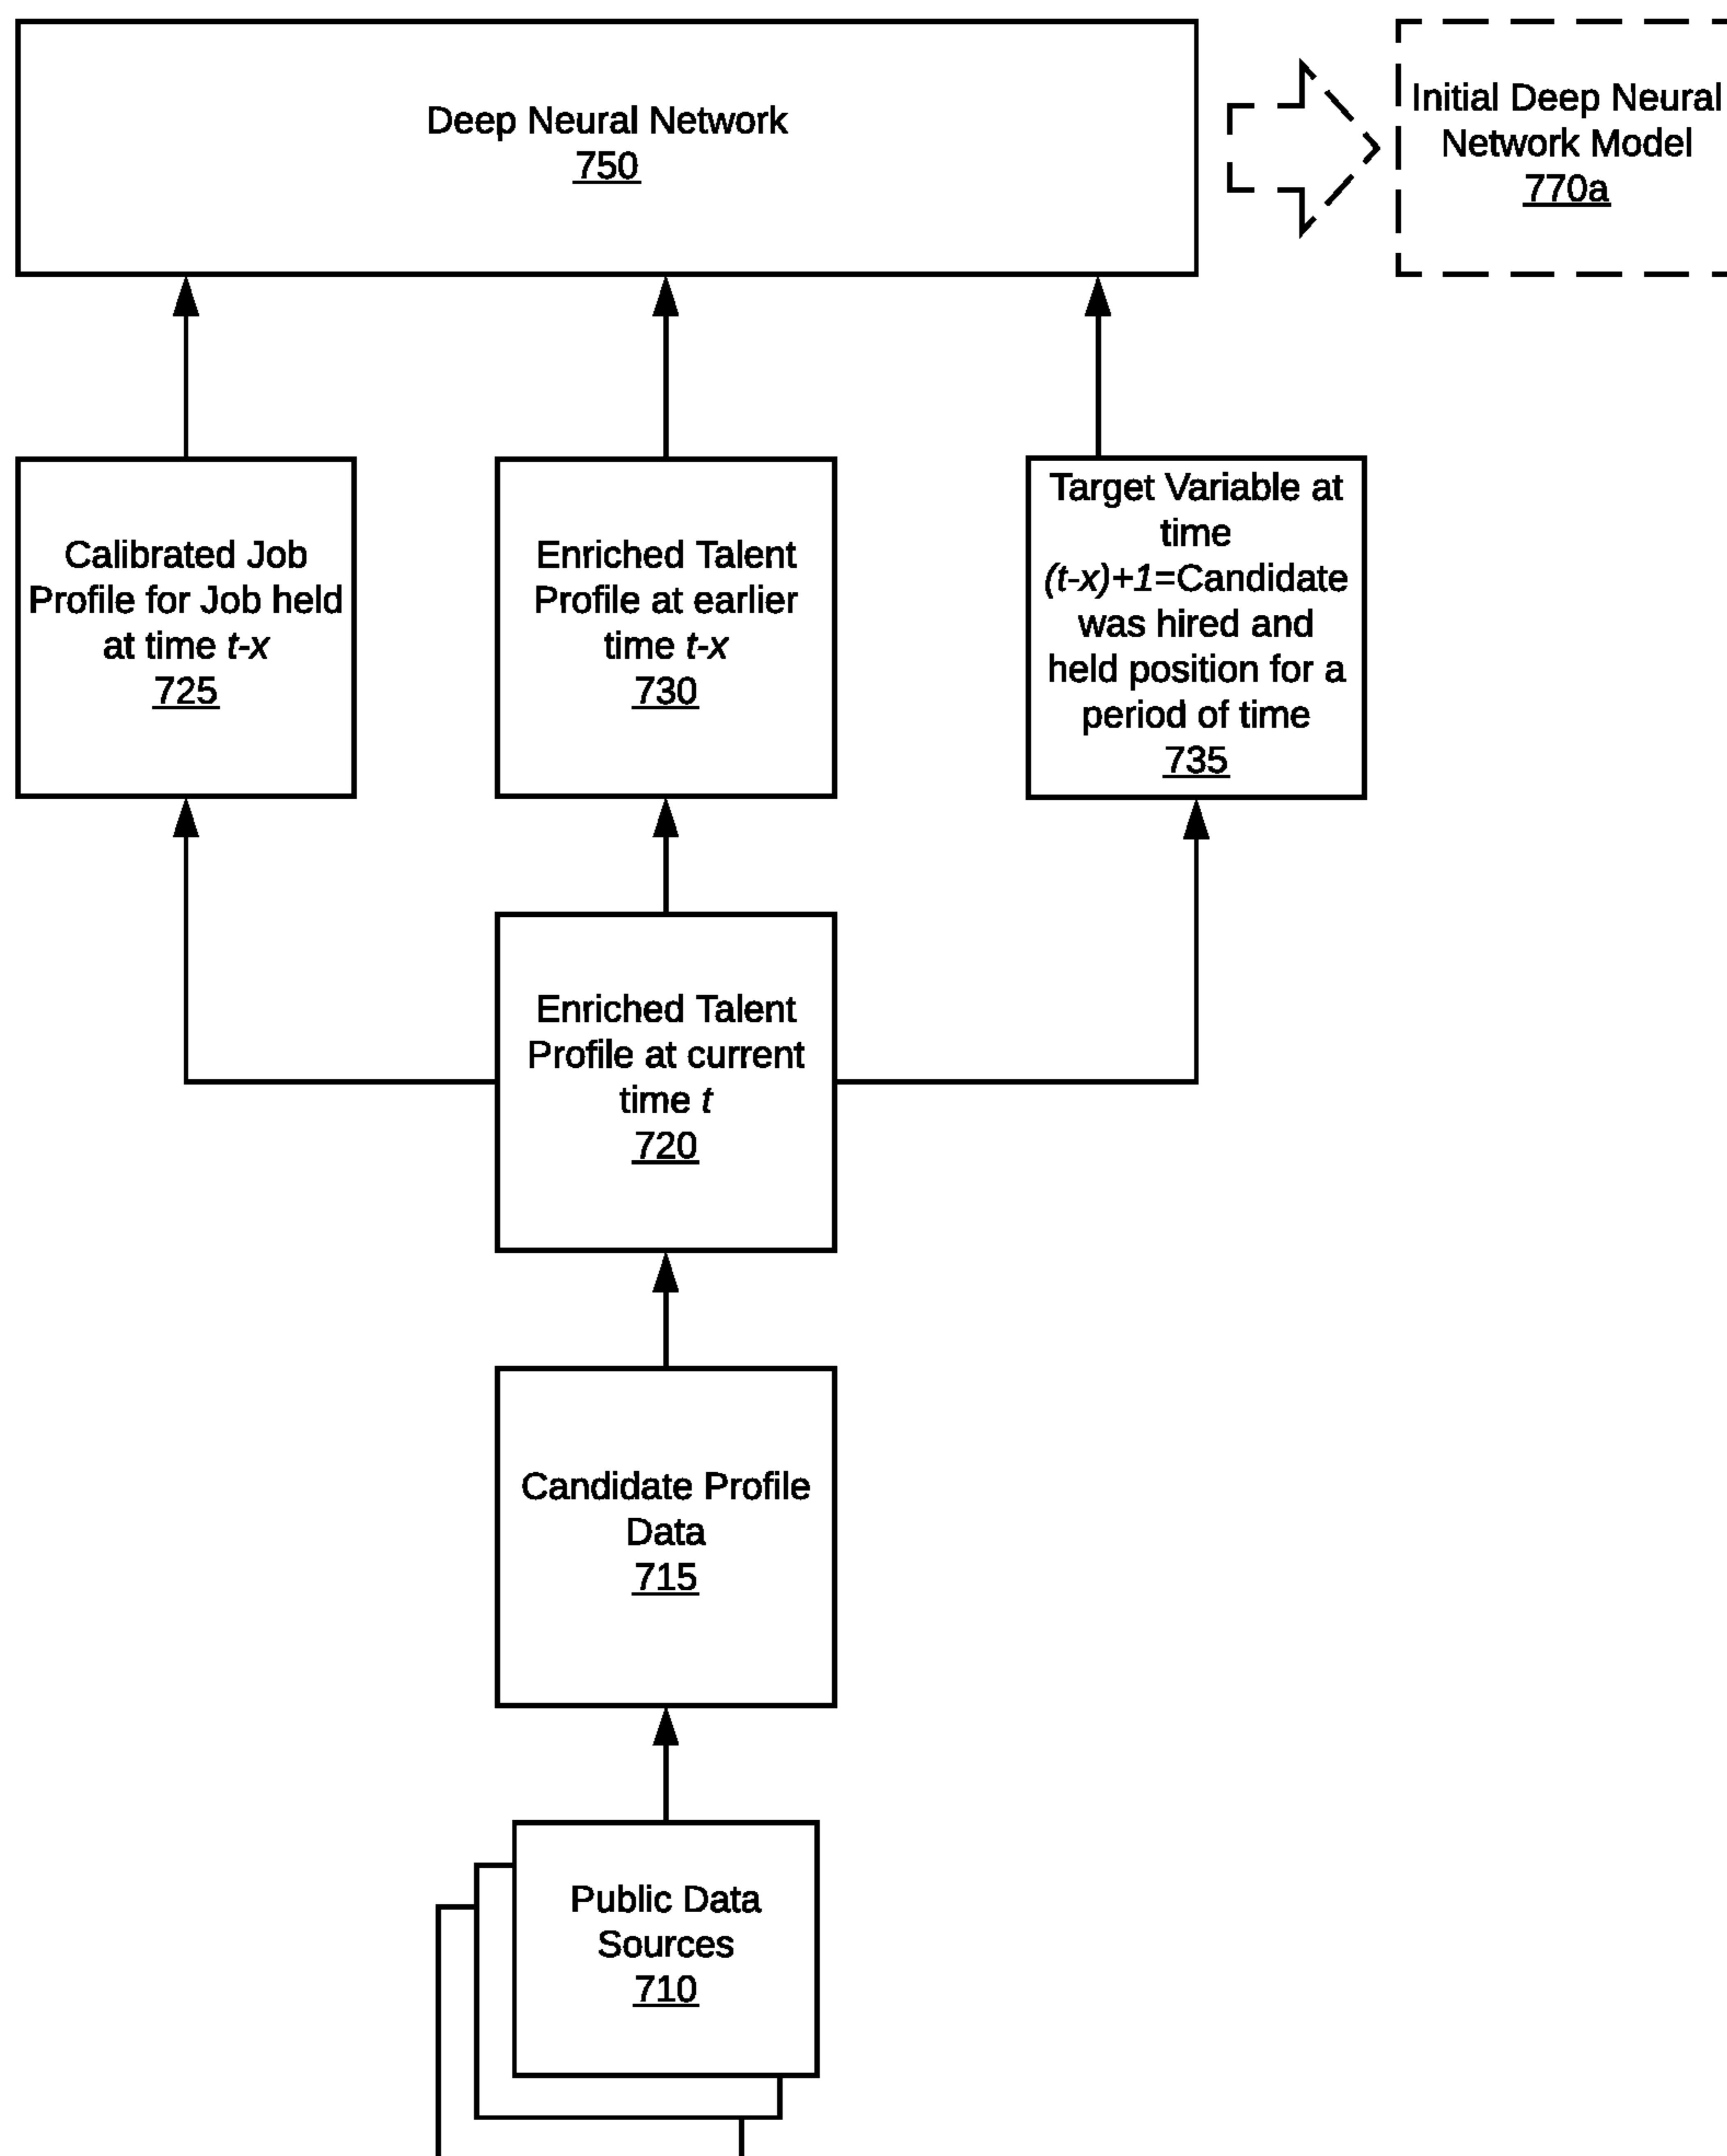 Deep Neural Network
750
Initial Deep Neural
Network Model
770a
Calibrated Job
Profile for Job held
at time t-x
725
Enriched Talent
Profile at earlier
time t-x
730
Target Variable at
time
(t-x)+1=Candidate
was hired and
held position for a
period of time
735
Enriched Talent
Profile at current
time t
720
Candidate Profile
Data
715
Public Data
Sources
710